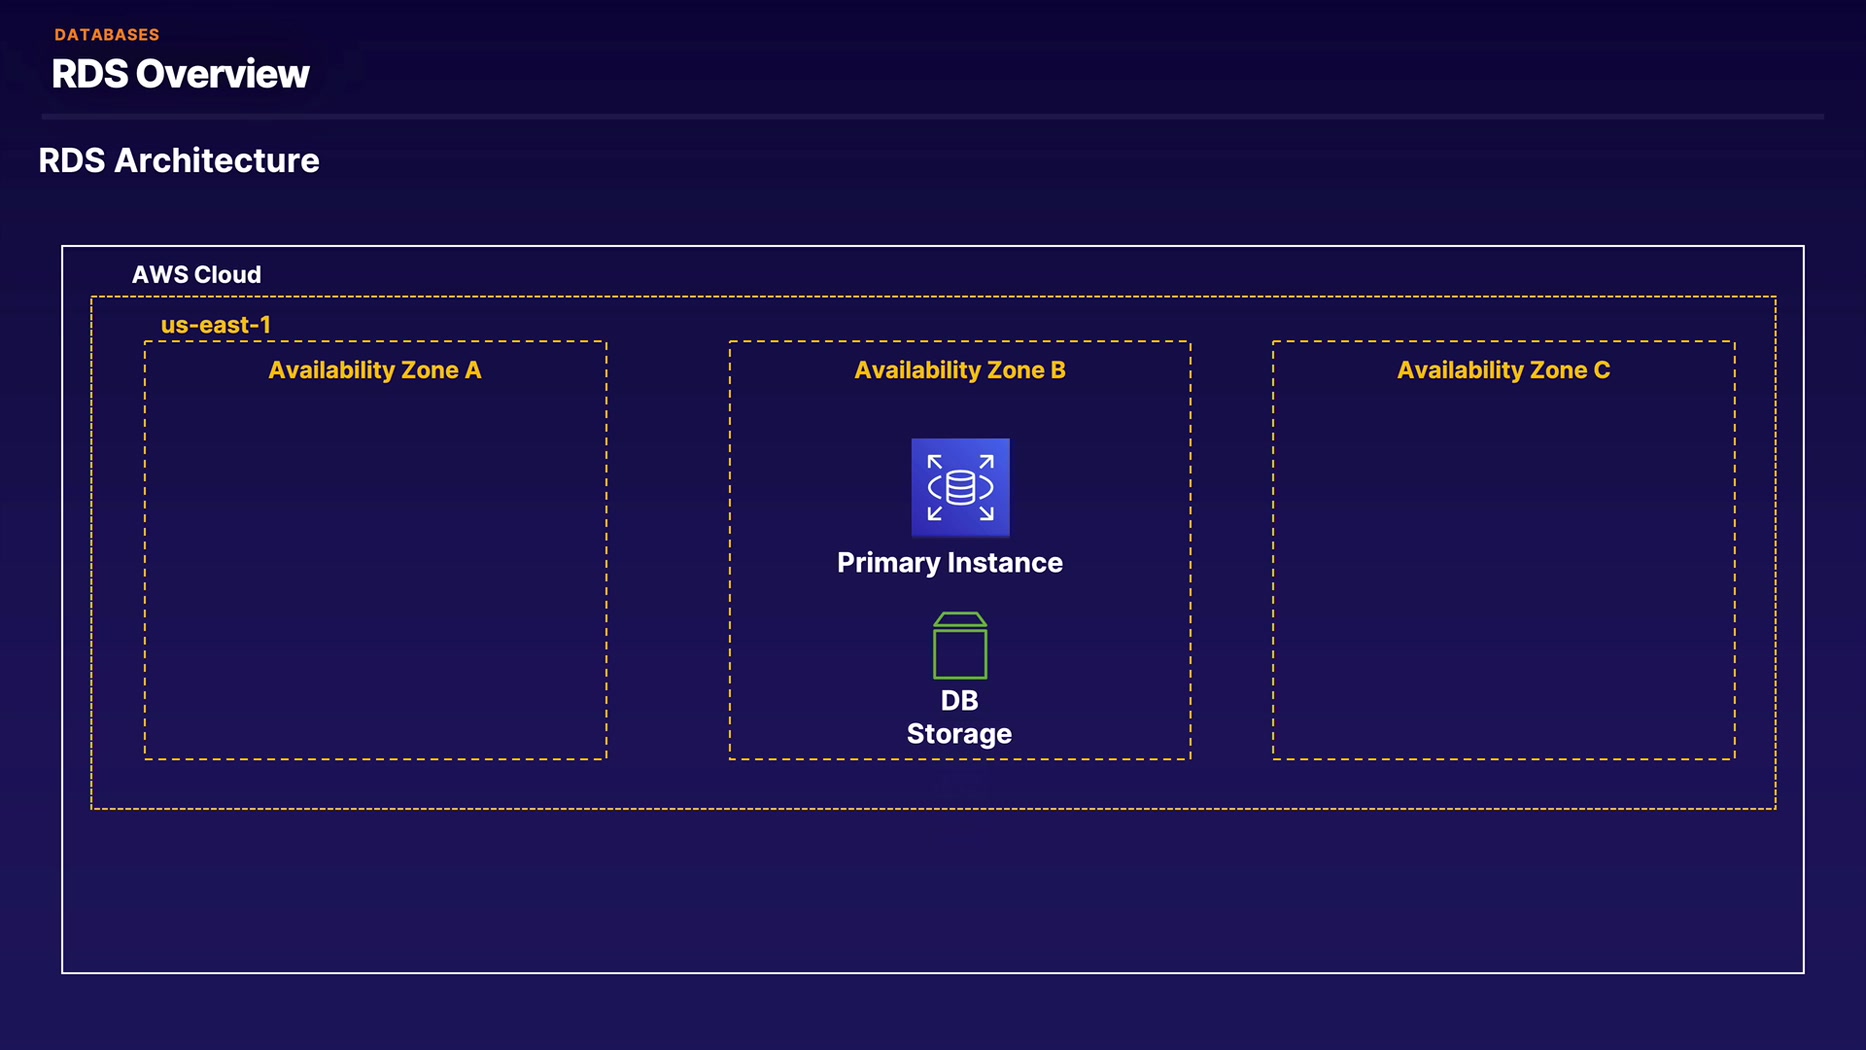 DATABASES
RDS Overview
RDS Architecture
AWS Cloud
us-east-1
Availability Zone A
Availability Zone B
Availability Zone C
Primary Instance
DB
Storage